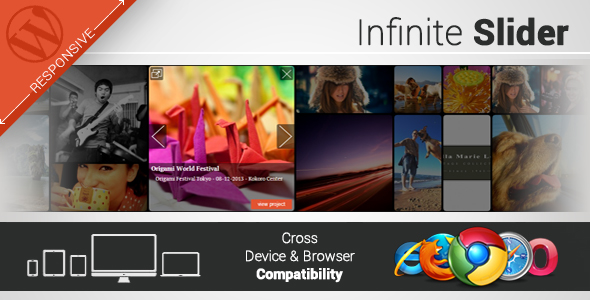 RESPONSIVE
Infinite Slider
Origami World Festival
Origami Festival Tokyo - 08-12-2013 - Kokoro Center
view project
Cross
Device & Browser
Compatibility